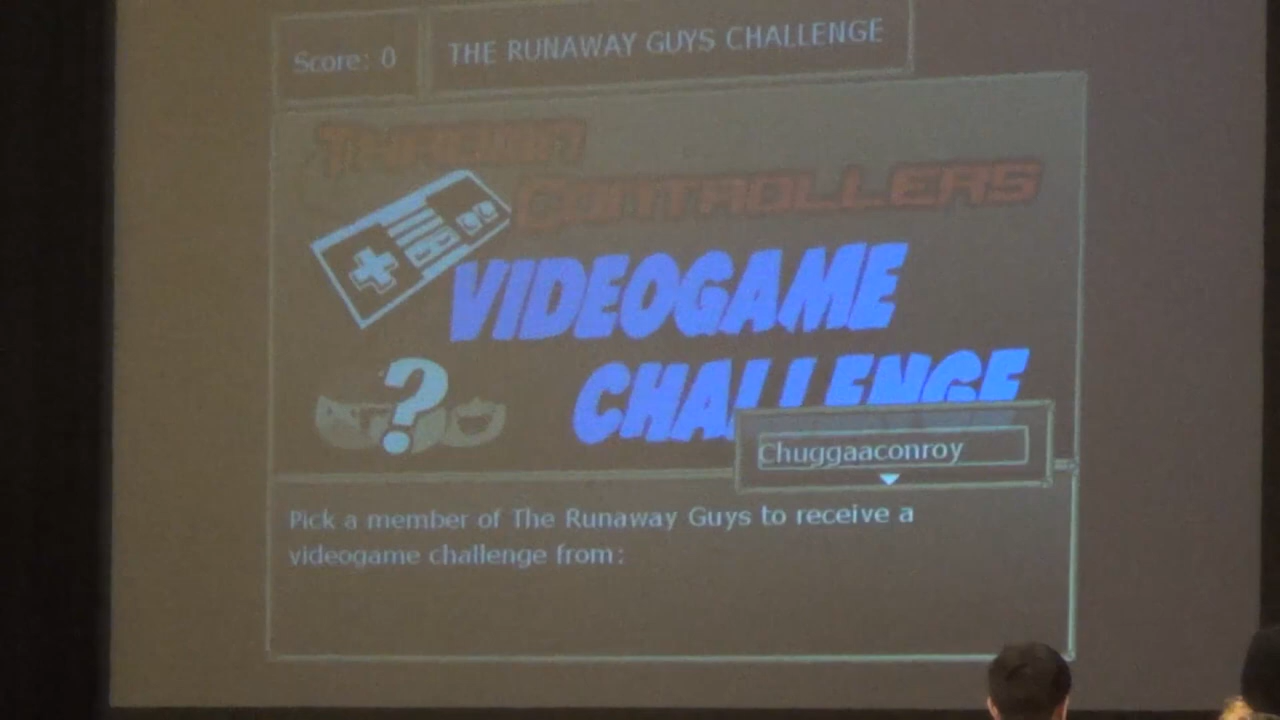 Score: 0
THE RUNAWAY GUYS CHALLENGE
THROWN
CONTROLLERS
VIDEOGAME
CHALLENGE
?
Chuggaaconroy
Pick a member of The Runaway Guys to receive a
videogame challenge from: